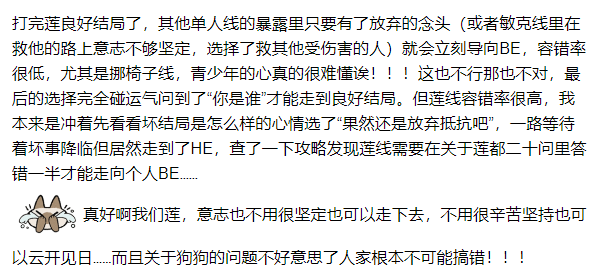 打完莲良好结局了，其他单人线的暴露里只要有了放弃的念头（或者敏克线里在
救他的路上意志不够坚定，选择了救其他受伤害的人）就会立刻导向BE，容错率
很低，尤其是挪椅子线，青少年的心真的很难懂诶！！！这也不行那也不对，最
后的选择完全碰运气问到了“你是谁”才能走到良好结局。但莲线容错率很高，我
本来是冲着先看看坏结局是怎么样的心情选了“果然还是放弃抵抗吧”，一路等待
着坏事降临但居然走到了HE，查了一下攻略发现莲线需要在关于莲都二十问里答
错一半才能走向个人BE......
真好啊我们莲，意志也不用很坚定也可以走下去，不用很辛苦坚持也可
以云开见日......而且关于狗狗的问题不好意思了人家根本不可能搞错！！！